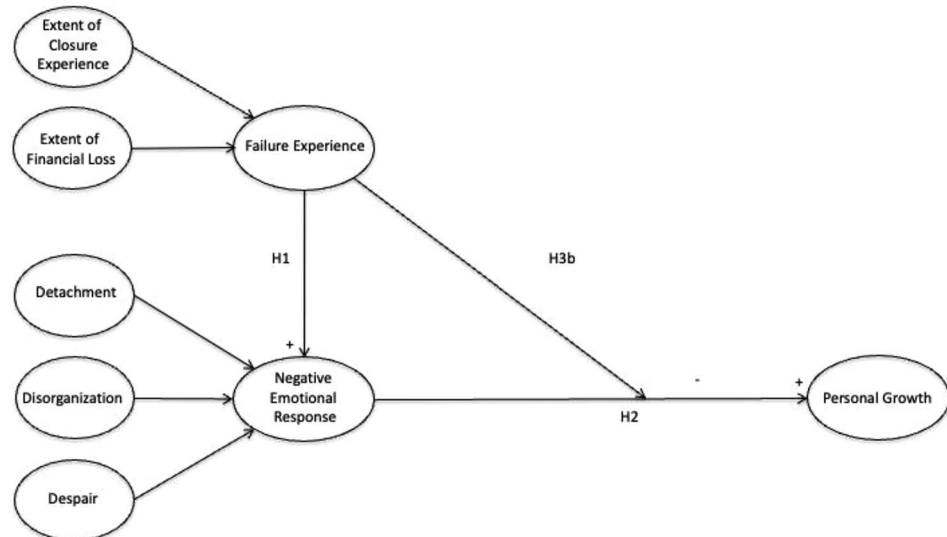 Extent of
Closure
Experience
Extent of
Financial Loss
Failure Experience
H1
H3b
Detachment
+
Negative
Emotional
Response
Disorganization
-
+
H2
Personal Growth
Despair